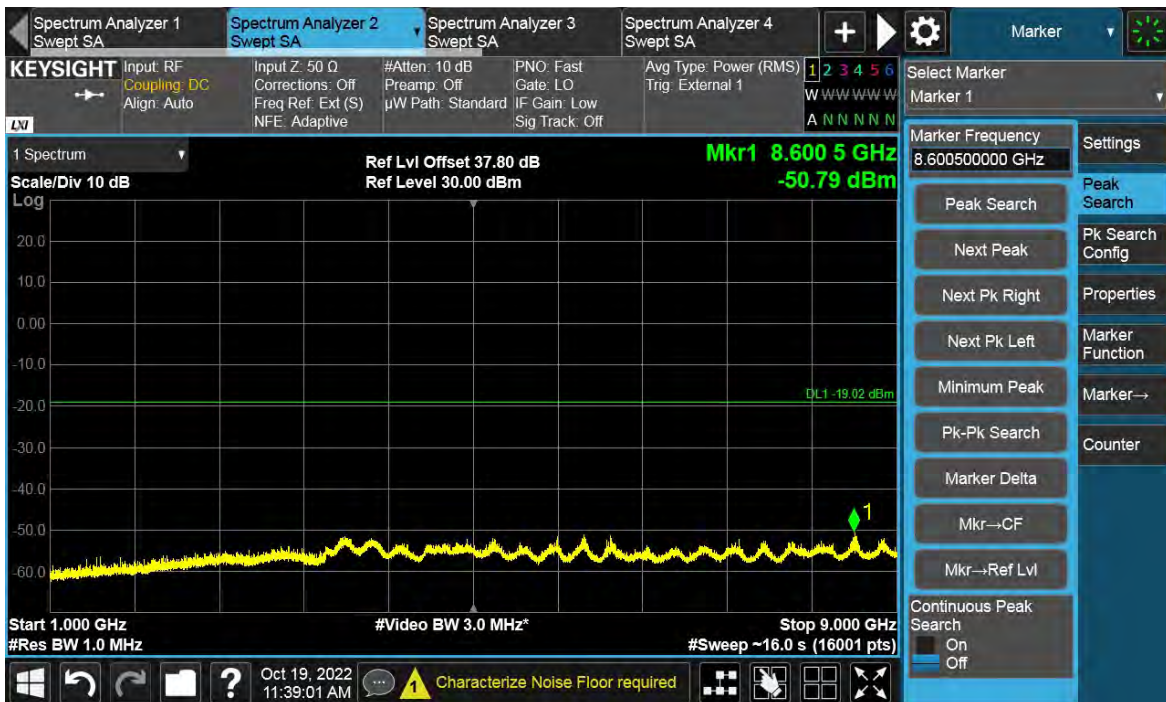 Spectrum Analyzer 1
Swept SA
Spectrum Analyzer 2
Swept SA
Spectrum Analyzer 3
Swept SA
Spectrum Analyzer 4
Swept SA
+
Marker
KEYSIGHT
LXI
Input: RF
Coupling: DC
Align: Auto
Input Z: 50 Ω
Corrections: Off
Freq Ref: Ext (S)
NFE: Adaptive
#Atten: 10 dB
Preamp: Off
µW Path: Standard
PNO: Fast
Gate: LO
IF Gain: Low
Sig Track: Off
Avg Type: Power (RMS)
Trig: External 1
1 2 3 4 5 6
W W W W W W
A N N N N N
Select Marker
Marker 1
1 Spectrum
Scale/Div 10 dB
Log
Ref Lvl Offset 37.80 dB
Ref Level 30.00 dBm
Mkr1 8.600 5 GHz
-50.79 dBm
20.0
10.0
0.00
-10.0
-20.0
-30.0
-40.0
-50.0
-60.0
DL1 -19.02 dBm
1
Start 1.000 GHz
#Res BW 1.0 MHz
#Video BW 3.0 MHz*
Stop 9.000 GHz
#Sweep ~16.0 s (16001 pts)
Marker Frequency
8.600500000 GHz
Peak Search
Next Peak
Next Pk Right
Next Pk Left
Minimum Peak
Pk-Pk Search
Marker Delta
Mkr→CF
Mkr→Ref Lvl
Continuous Peak
Search
On
Off
Settings
Peak
Search
Pk Search
Config
Properties
Marker
Function
Marker→
Counter
?
Oct 19, 2022
11:39:01 AM
1
Characterize Noise Floor required